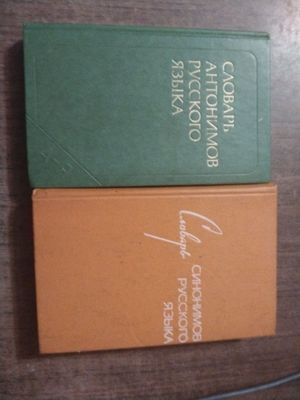 СЛОВАРЬ
АНТОНИМОВ
РУССКОГО
ЯЗЫКА
Словарь
СИНОНИМОВ
РУССКОГО
ЯЗЫКА